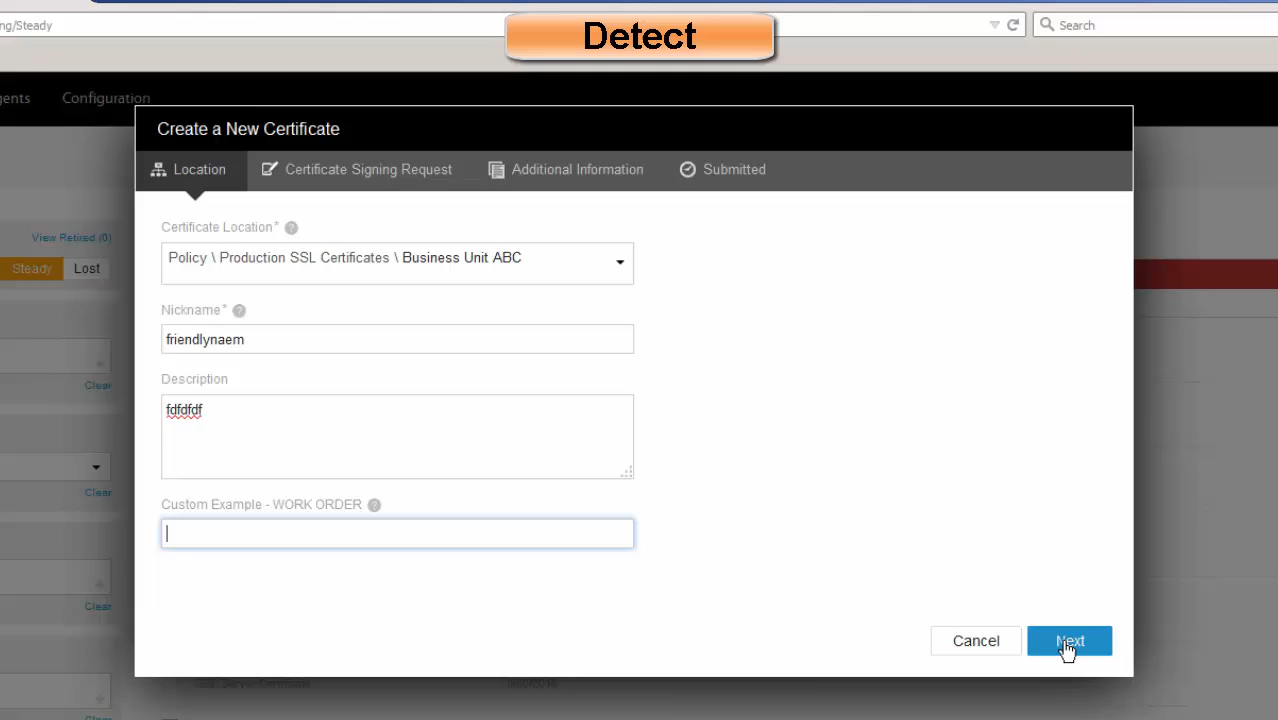 ng/Steady
Search
Detect
gents Configuration
Create a New Certificate
Location Certificate Signing Request Additional Information Submitted
Certificate Location*
View Retired (0)
Policy \ Production SSL Certificates \ Business Unit ABC
Steady Lost
Nickname*
friendlynaem
Clear
Description
fdfdfdf
Clear
Custom Example - WORK ORDER
Clear
Cancel Next
Clear